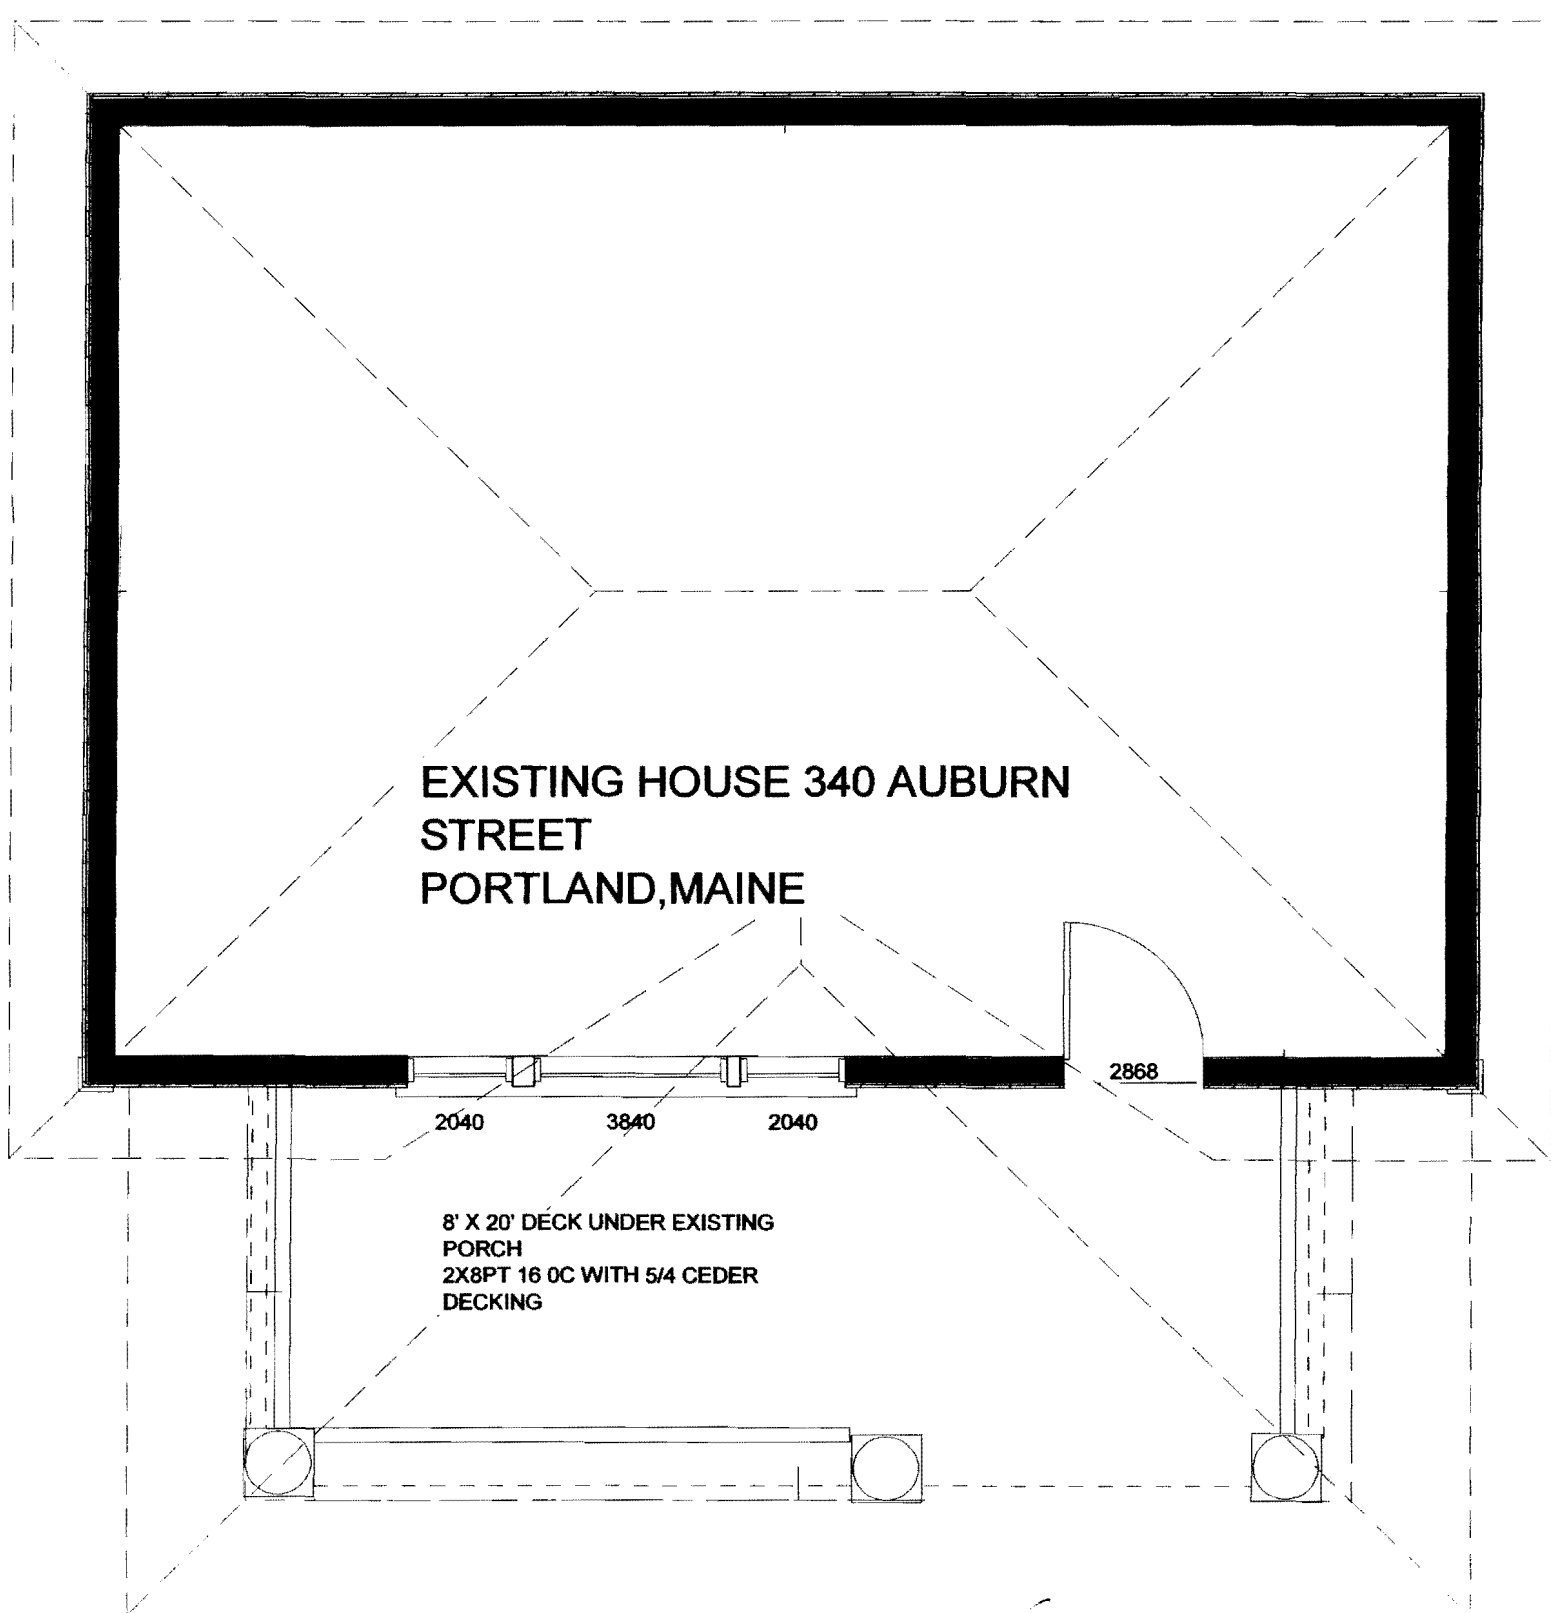 EXISTING HOUSE 340 AUBURN
STREET
PORTLAND,MAINE
2868
2040 3840 2040
8' X 20' DECK UNDER EXISTING
PORCH
2X8PT 16 0C WITH 5/4 CEDER
DECKING